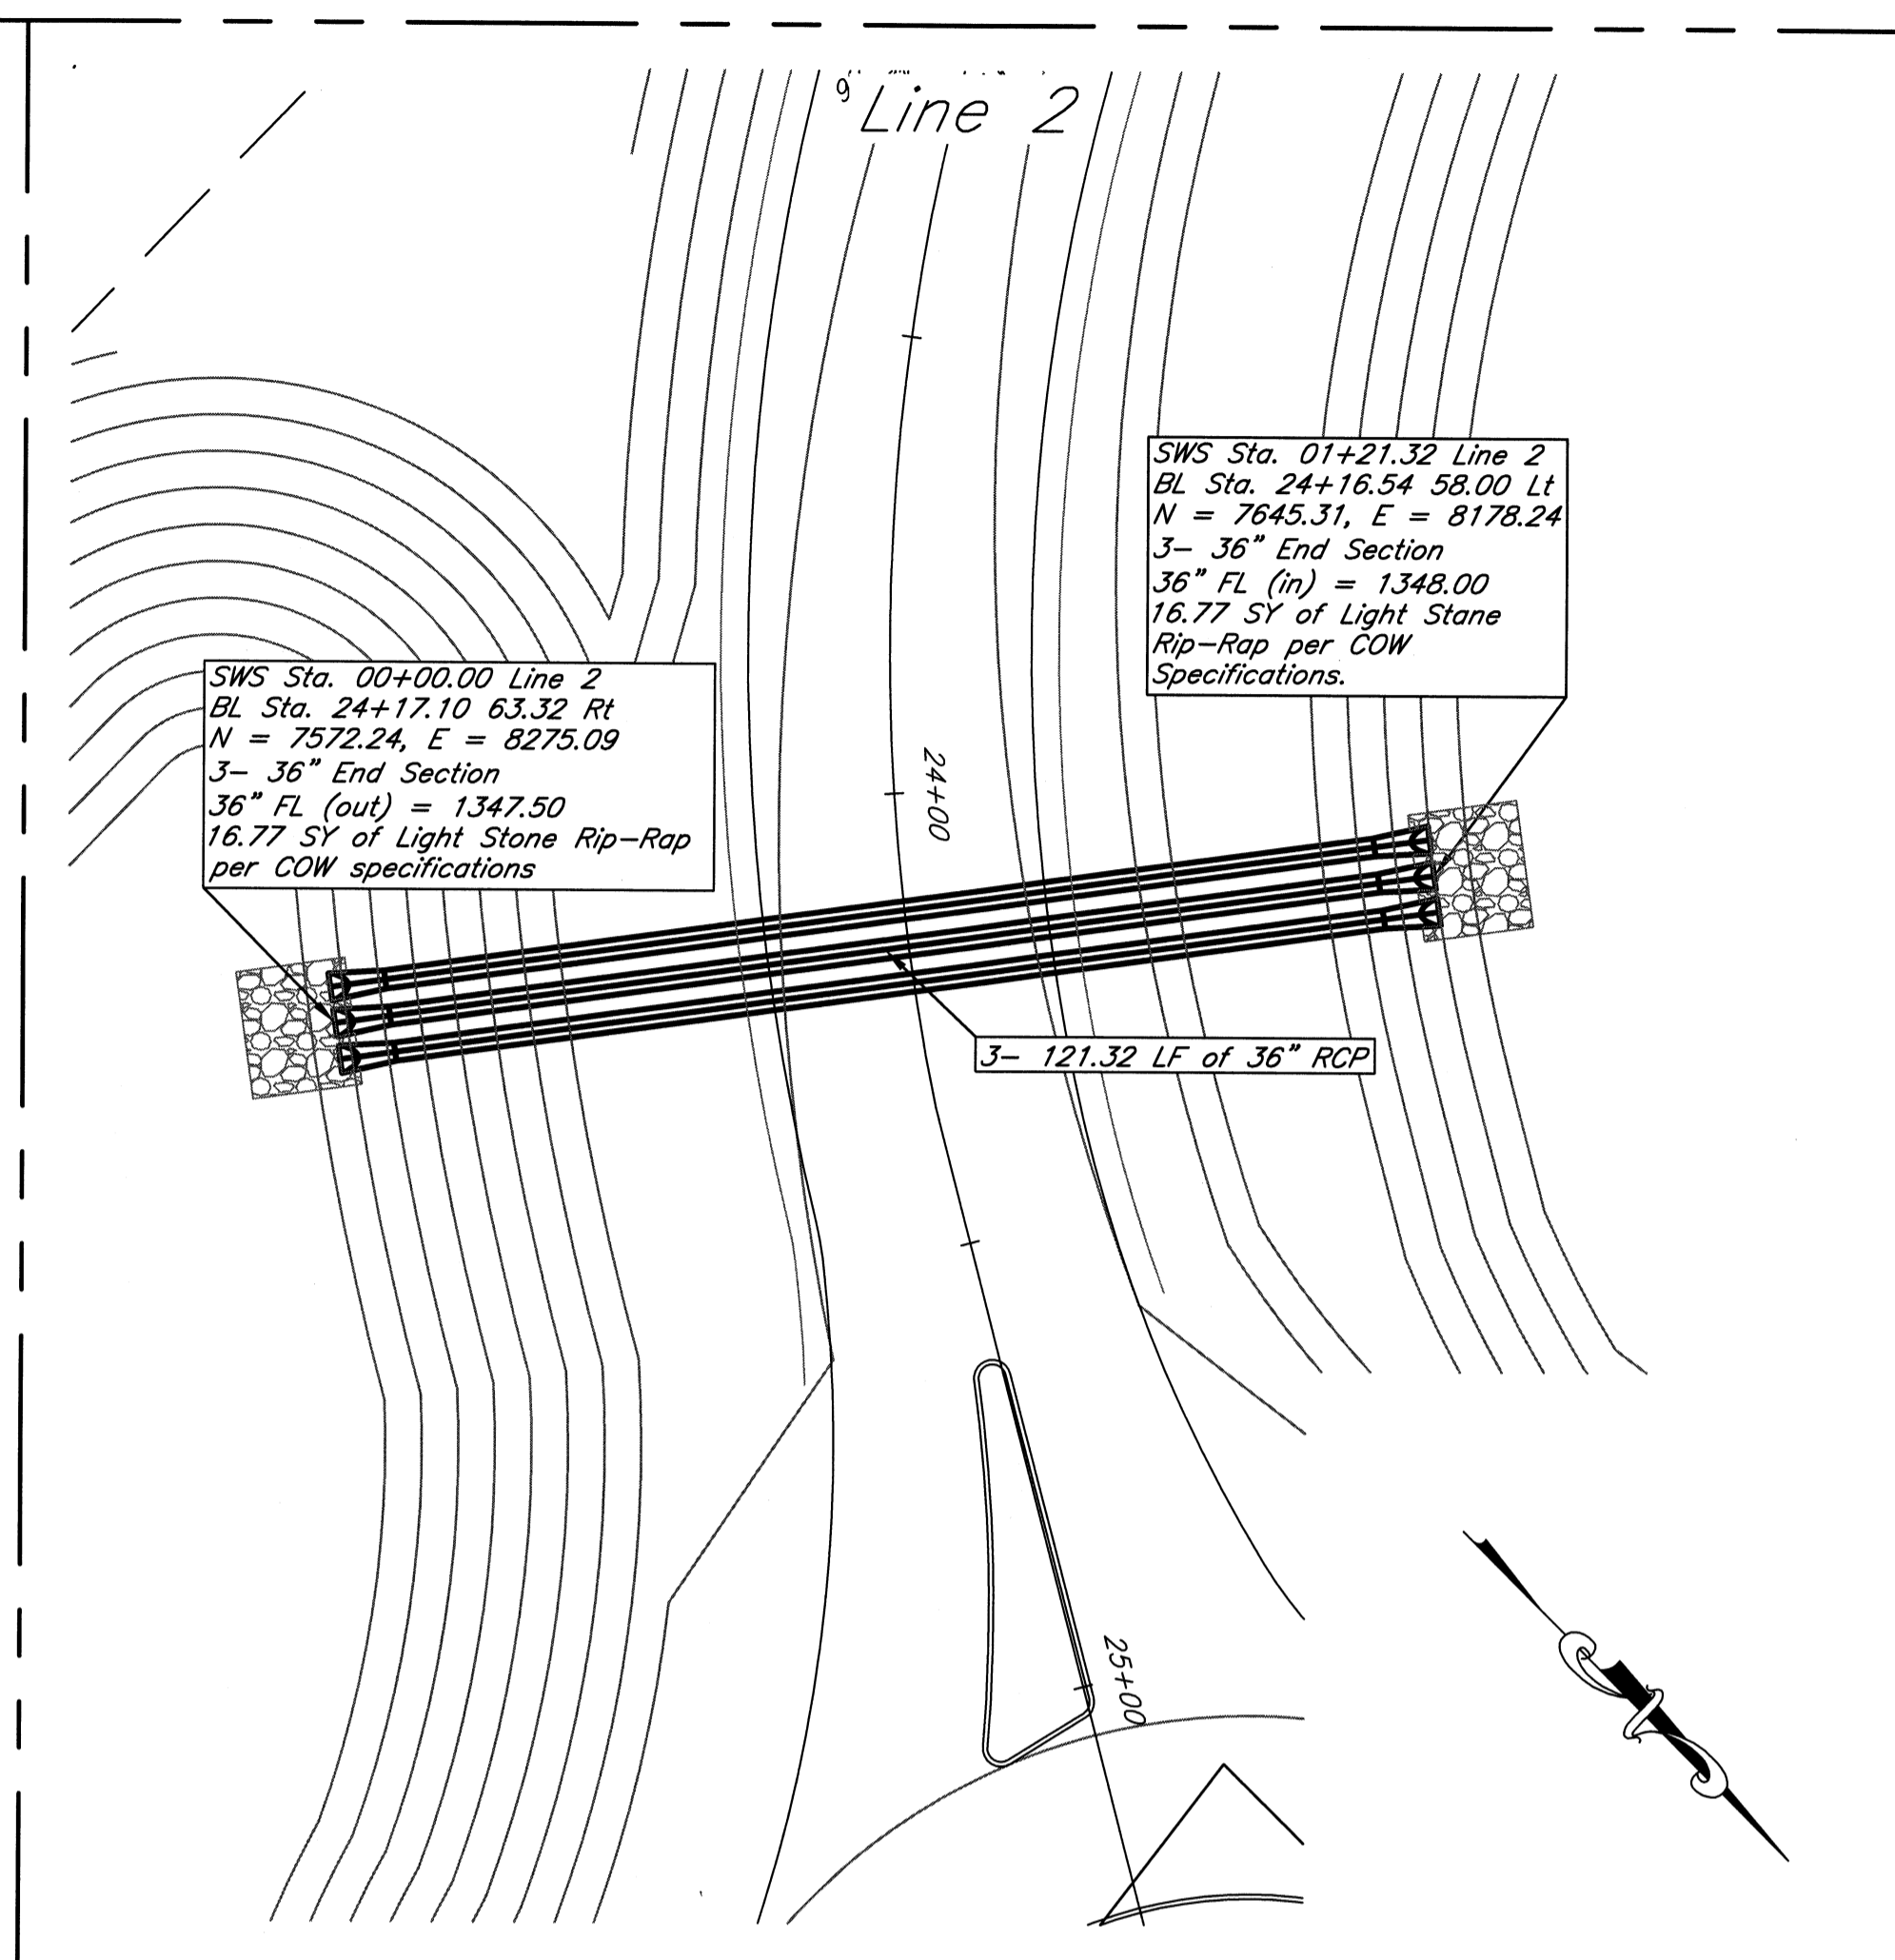 9
Line 2
SWS Sta. 01+21.32 Line 2
BL Sta. 24+16.54 58.00 Lt
N = 7645.31, E = 8178.24
3- 36" End Section
36" FL (in) = 1348.00
16.77 SY of Light Stane
Rip-Rap per COW
Specifications.
SWS Sta. 00+00.00 Line 2
BL Sta. 24+17.10 63.32 Rt
N = 7572.24, E = 8275.09
3- 36" End Section
36" FL (out) = 1347.50
16.77 SY of Light Stone Rip-Rap
per COW specifications
24+00
3- 121.32 LF of 36" RCP
25+00